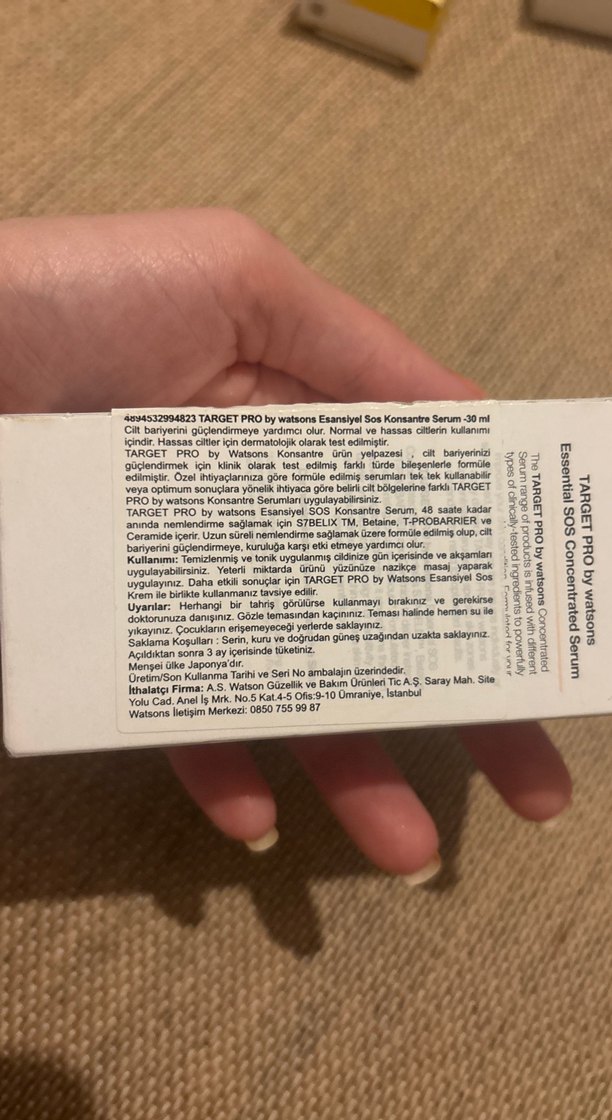 4894532994823 TARGET PRO by watsons Esansiyel Sos Konsantre Serum -30 ml
Cilt bariyerini güçlendirmeye yardımcı olur. Normal ve hassas ciltlerin kullanımı
içindir. Hassas ciltler için dermatolojik olarak test edilmiştir.
TARGET PRO by Watsons Konsantre ürün yelpazesi , cilt bariyerinizi
güçlendirmek için klinik olarak test edilmiş farklı türde bileşenlerle formüle
edilmiştir. Özel ihtiyaçlarınıza göre formüle edilmiş serumları tek tek kullanabilir
veya optimum sonuçlara yönelik ihtiyaca göre belirli cilt bölgelerine farklı TARGET
PRO by watsons Konsantre Serumları uygulayabilirsiniz.
TARGET PRO by watsons Esansiyel SOS Konsantre Serum, 48 saate kadar
anında nemlendirme sağlamak için S7BELIX TM, Betaine, T-PROBARRIER ve
Ceramide içerir. Uzun süreli nemlendirme sağlamak üzere formüle edilmiş olup, cilt
bariyerini güçlendirmeye, kuruluğa karşı etki etmeye yardımcı olur.
Kullanımı: Temizlenmiş ve tonik uygulanmış cildinize gün içerisinde ve akşamları
uygulayabilirsiniz. Yeterli miktarda ürünü yüzünüze nazikçe masaj yaparak
uygulayınız. Daha etkili sonuçlar için TARGET PRO by Watsons Esansiyel Sos
Krem ile birlikte kullanmanız tavsiye edilir.
Uyarılar: Herhangi bir tahriş görülürse kullanmayı bırakınız ve gerekirse
doktorunuza danışınız. Gözle temasından kaçınınız. Teması halinde hemen su ile
yıkayınız. Çocukların erişemeyeceği yerlerde saklayınız.
Saklama Koşulları : Serin, kuru ve doğrudan güneş uzağından uzakta saklayınız.
Açıldıktan sonra 3 ay içerisinde tüketiniz.
Menşei ülke Japonya'dır.
Üretim/Son Kullanma Tarihi ve Seri No ambalajın üzerindedir.
İthalatçı Firma: A.S. Watson Güzellik ve Bakım Ürünleri Tic A.Ş. Saray Mah. Site
Yolu Cad. Anel İş Mrk. No.5 Kat.4-5 Ofis:9-10 Ümraniye, İstanbul
Watsons İletişim Merkezi: 0850 755 99 87
TARGET PRO by watsons
Essential SOS Concentrated Serum
The TARGET PRO by watsons Concentrated
Serum range of products is infused with different
types of clinically-tested ingredients to powerfully